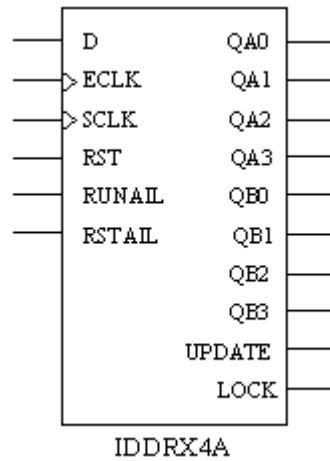 D QA0
ECLK QA1
SCLK QA2
RST QA3
RUNAIL QB0
RSTAIL QB1
QB2
QB3
UPDATE
LOCK
IDDRX4A